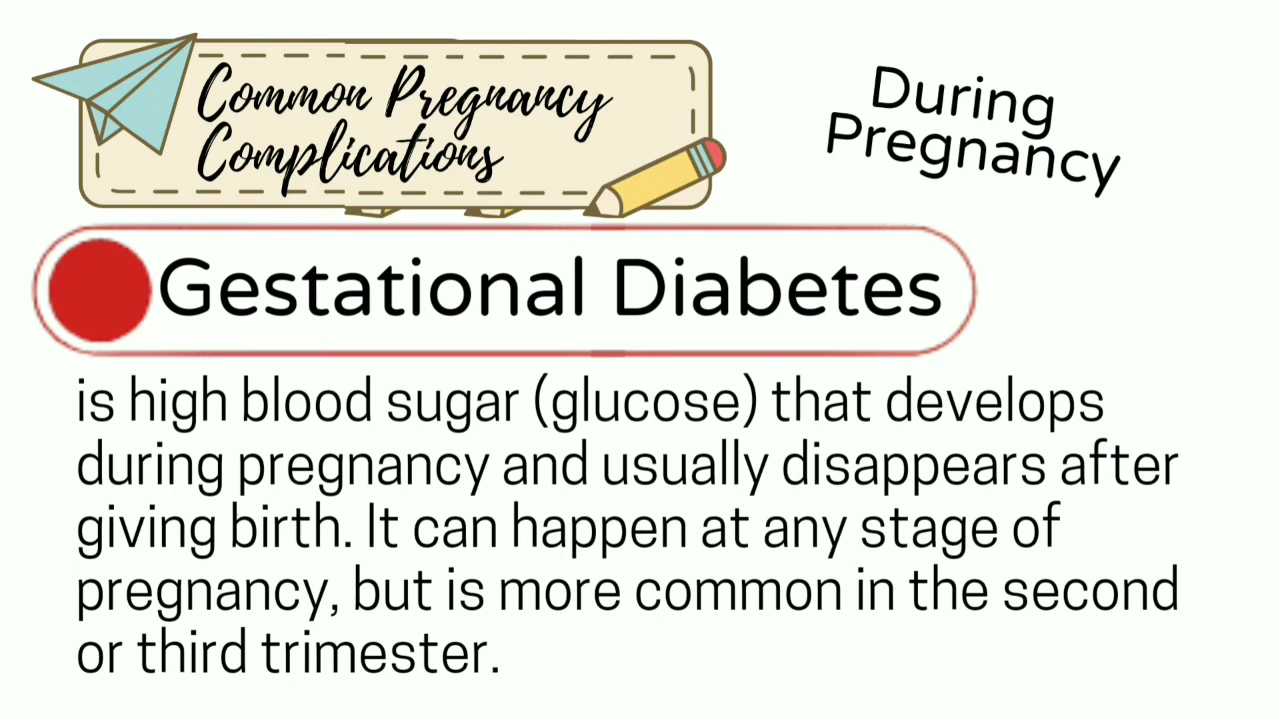 Common Pregnancy
Complications
During
Pregnancy
Gestational Diabetes
is high blood sugar (glucose) that develops
during pregnancy and usually disappears after
giving birth. It can happen at any stage of
pregnancy, but is more common in the second
or third trimester.